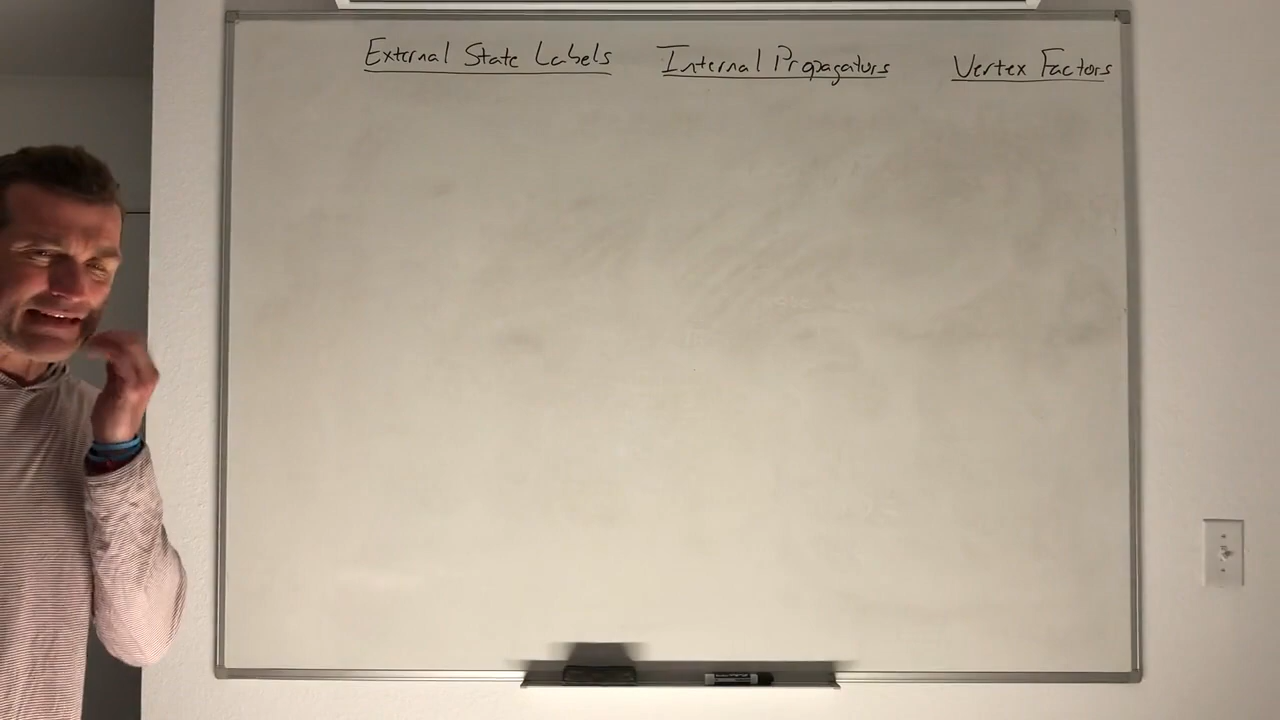 External State Labels
Internal Propagators
Vertex Factors